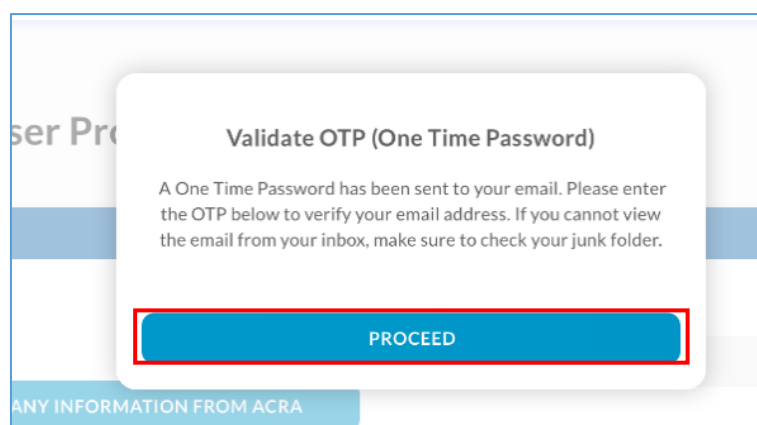 ser Pro
Validate OTP (One Time Password)
A One Time Password has been sent to your email. Please enter
the OTP below to verify your email address. If you cannot view
the email from your inbox, make sure to check your junk folder.
PROCEED
ANY INFORMATION FROM ACRA